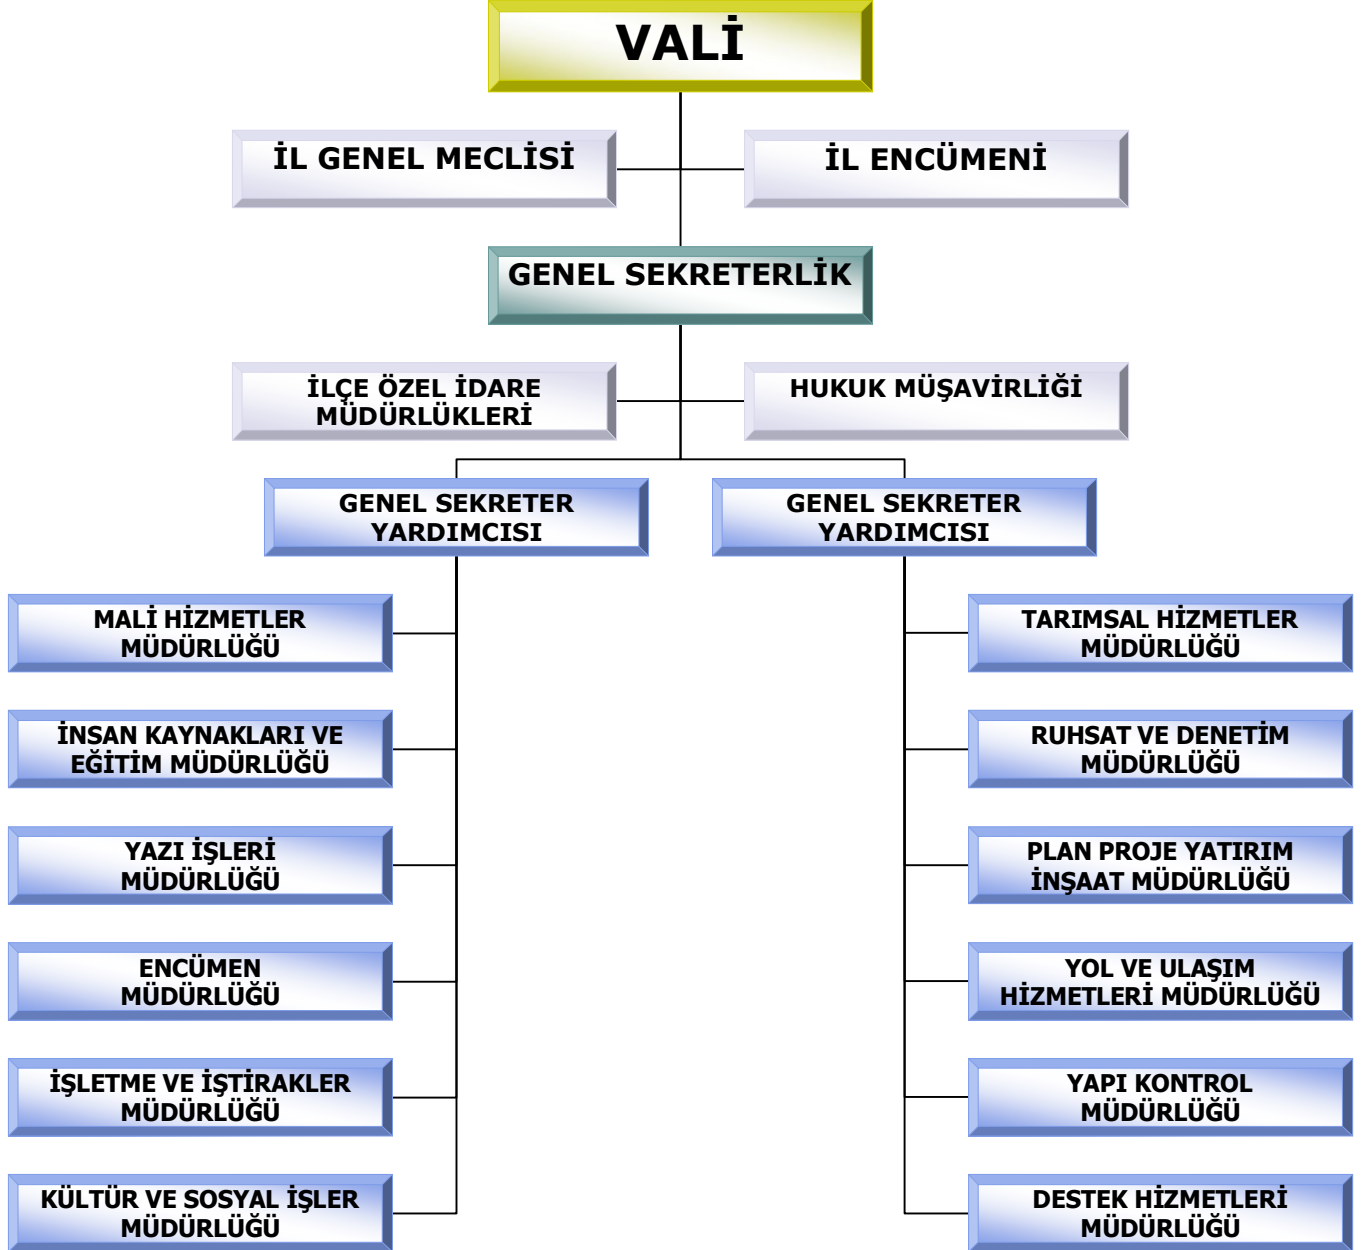 VALİ
İL GENEL MECLİSİ
İL ENCÜMENİ
GENEL SEKRETERLİK
İLÇE ÖZEL İDARE
MÜDÜRLÜKLERİ
HUKUK MÜŞAVİRLİĞİ
GENEL SEKRETER
YARDIMCISI
GENEL SEKRETER
YARDIMCISI
MALİ HİZMETLER
MÜDÜRLÜĞÜ
TARIMSAL HİZMETLER
MÜDÜRLÜĞÜ
İNSAN KAYNAKLARI VE
EĞİTİM MÜDÜRLÜĞÜ
RUHSAT VE DENETİM
MÜDÜRLÜĞÜ
YAZI İŞLERİ
MÜDÜRLÜĞÜ
PLAN PROJE YATIRIM
İNŞAAT MÜDÜRLÜĞÜ
ENCÜMEN
MÜDÜRLÜĞÜ
YOL VE ULAŞIM
HİZMETLERİ MÜDÜRLÜĞÜ
İŞLETME VE İŞTİRAKLER
MÜDÜRLÜĞÜ
YAPI KONTROL
MÜDÜRLÜĞÜ
KÜLTÜR VE SOSYAL İŞLER
MÜDÜRLÜĞÜ
DESTEK HİZMETLERİ
MÜDÜRLÜĞÜ